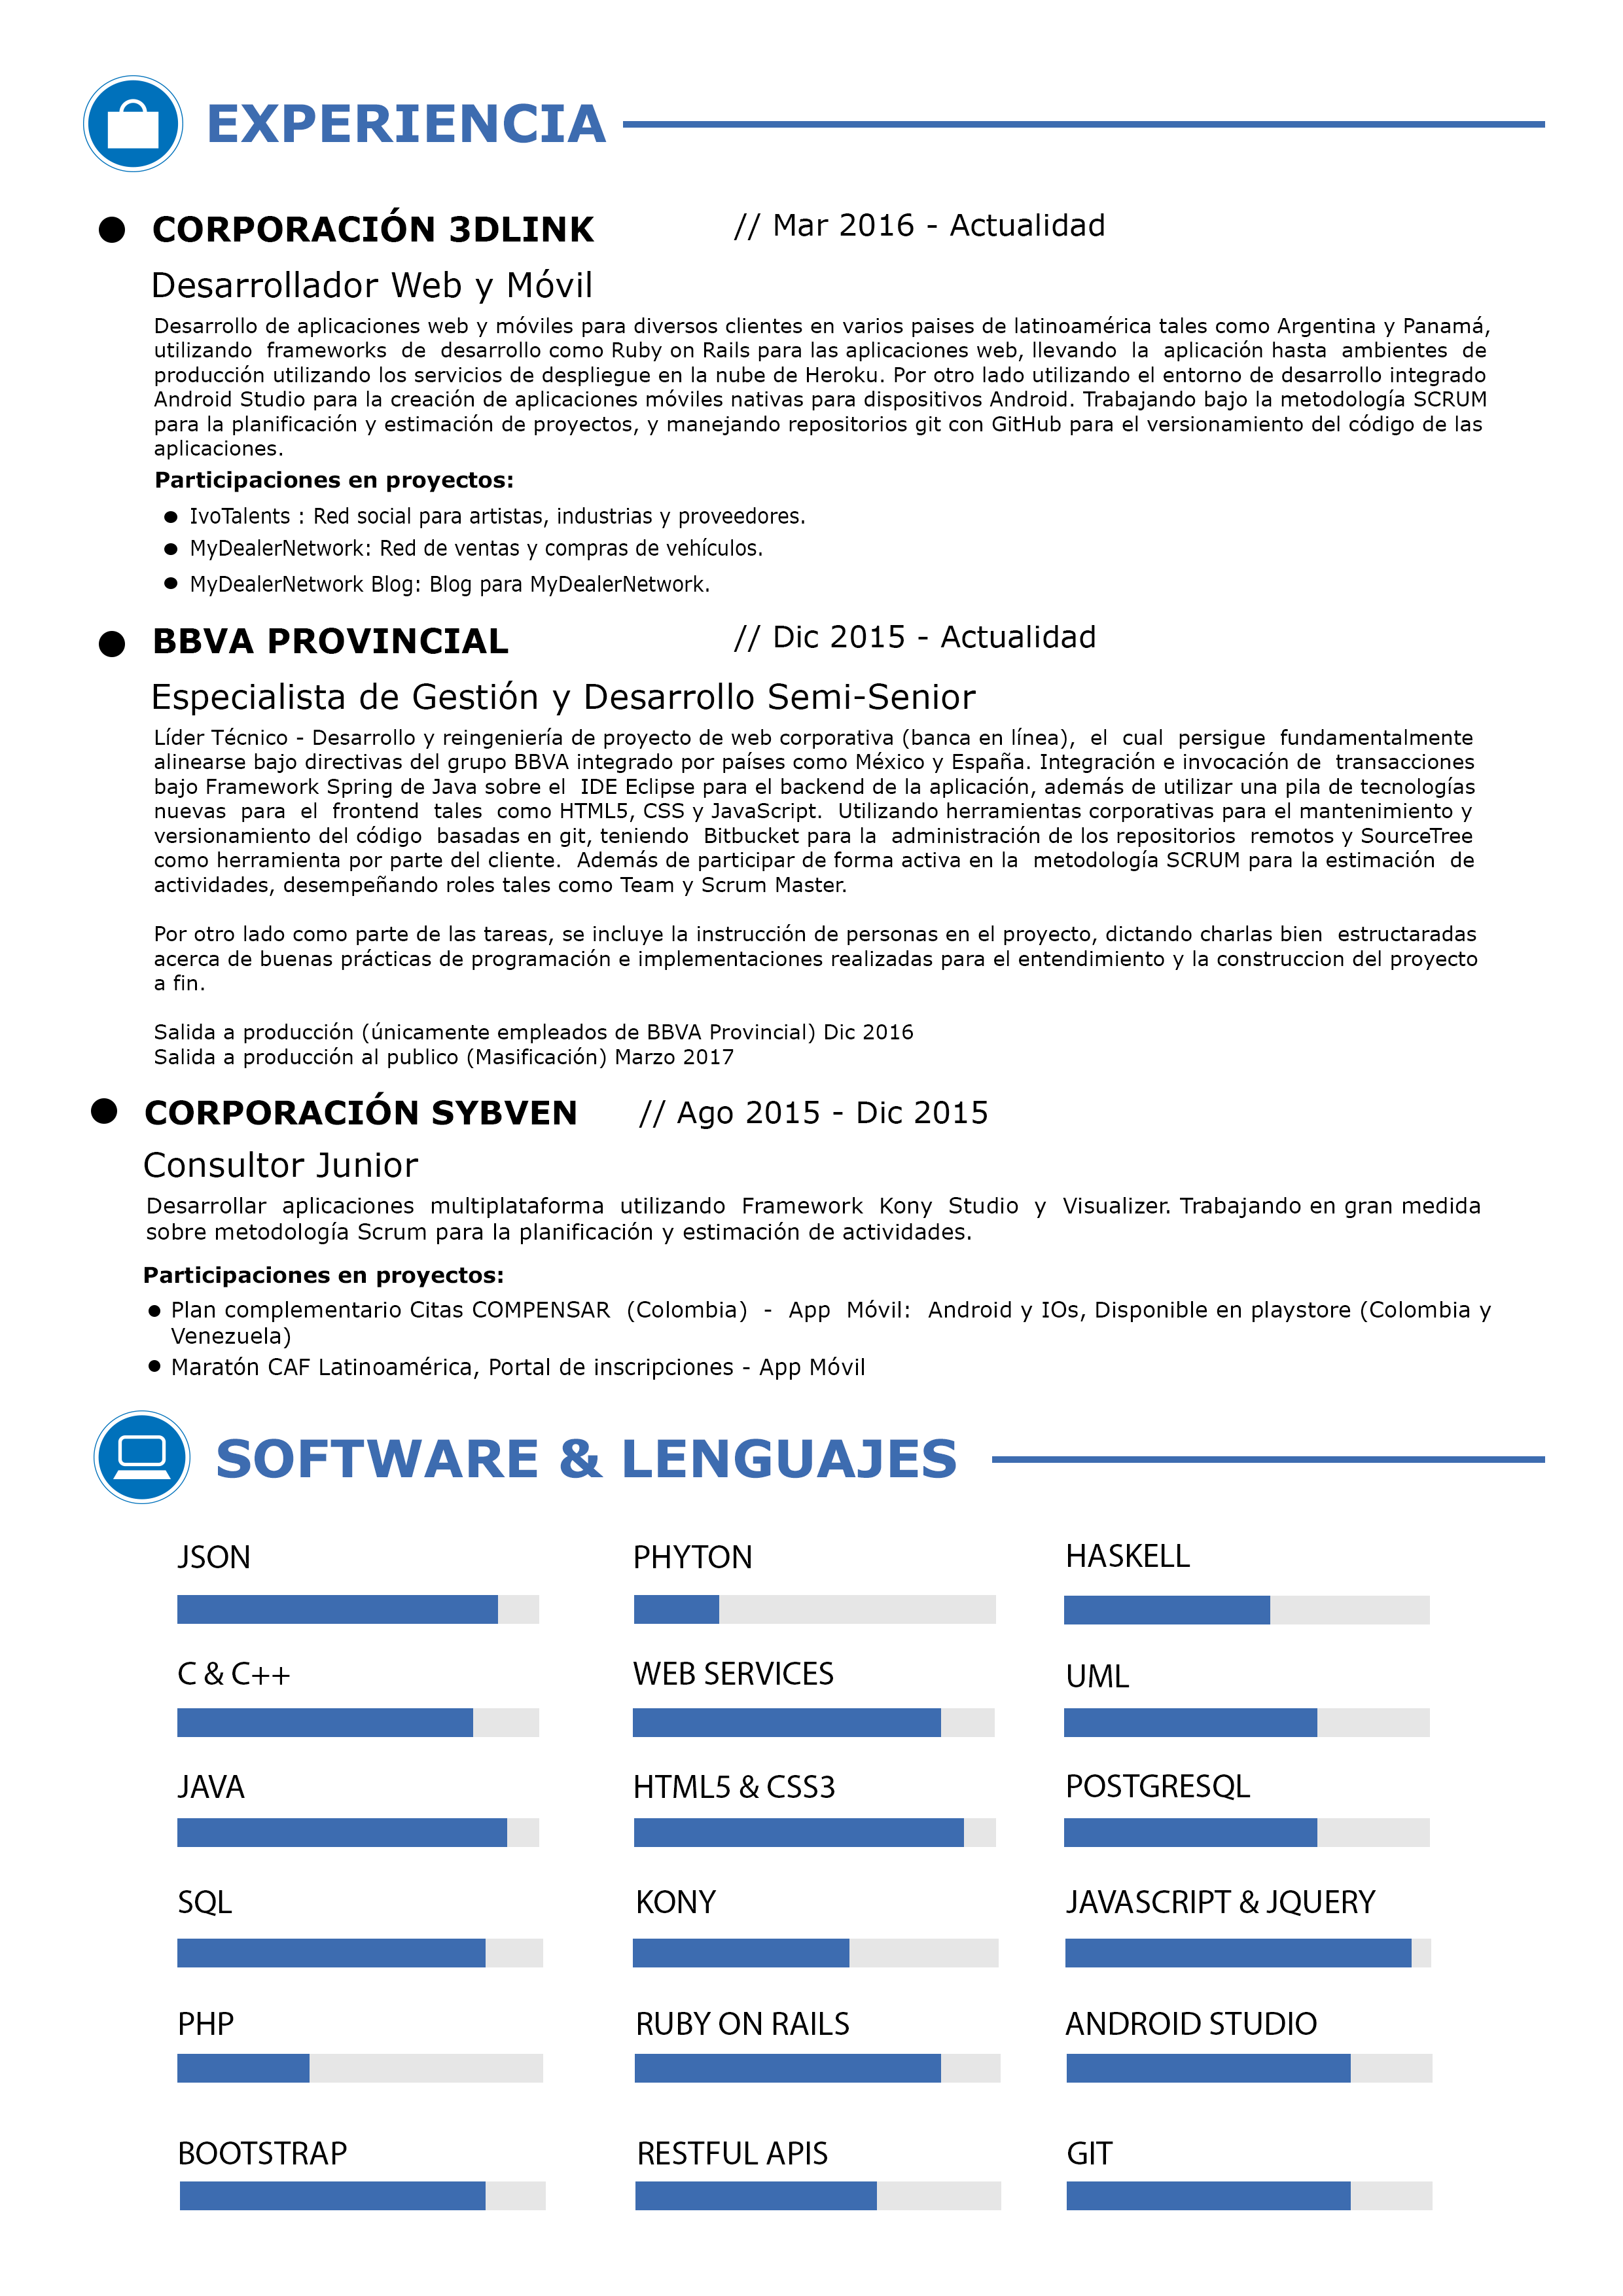 EXPERIENCIA
CORPORACIÓN 3DLINK // Mar 2016 - Actualidad
Desarrollador Web y Móvil
Desarrollo de aplicaciones web y móviles para diversos clientes en varios paises de latinoamérica tales como Argentina y Panamá,
utilizando frameworks de desarrollo como Ruby on Rails para las aplicaciones web, llevando la aplicación hasta ambientes de
producción utilizando los servicios de despliegue en la nube de Heroku. Por otro lado utilizando el entorno de desarrollo integrado
Android Studio para la creación de aplicaciones móviles nativas para dispositivos Android. Trabajando bajo la metodología SCRUM
para la planificación y estimación de proyectos, y manejando repositorios git con GitHub para el versionamiento del código de las
aplicaciones.
Participaciones en proyectos:
● IvoTalents : Red social para artistas, industrias y proveedores.
● MyDealerNetwork: Red de ventas y compras de vehículos.
● MyDealerNetwork Blog: Blog para MyDealerNetwork.
BBVA PROVINCIAL // Dic 2015 - Actualidad
Especialista de Gestión y Desarrollo Semi-Senior
Líder Técnico - Desarrollo y reingeniería de proyecto de web corporativa (banca en línea), el cual persigue fundamentalmente
alinearse bajo directivas del grupo BBVA integrado por países como México y España. Integración e invocación de transacciones
bajo Framework Spring de Java sobre el IDE Eclipse para el backend de la aplicación, además de utilizar una pila de tecnologías
nuevas para el frontend tales como HTML5, CSS y JavaScript. Utilizando herramientas corporativas para el mantenimiento y
versionamiento del código basadas en git, teniendo Bitbucket para la administración de los repositorios remotos y SourceTree
como herramienta por parte del cliente. Además de participar de forma activa en la metodología SCRUM para la estimación de
actividades, desempeñando roles tales como Team y Scrum Master.
Por otro lado como parte de las tareas, se incluye la instrucción de personas en el proyecto, dictando charlas bien estructaradas
acerca de buenas prácticas de programación e implementaciones realizadas para el entendimiento y la construccion del proyecto
a fin.
Salida a producción (únicamente empleados de BBVA Provincial) Dic 2016
Salida a producción al publico (Masificación) Marzo 2017
CORPORACIÓN SYBVEN // Ago 2015 - Dic 2015
Consultor Junior
Desarrollar aplicaciones multiplataforma utilizando Framework Kony Studio y Visualizer. Trabajando en gran medida
sobre metodología Scrum para la planificación y estimación de actividades.
Participaciones en proyectos:
● Plan complementario Citas COMPENSAR (Colombia) - App Móvil: Android y IOs, Disponible en playstore (Colombia y
Venezuela)
● Maratón CAF Latinoamérica, Portal de inscripciones - App Móvil
SOFTWARE & LENGUAJES
JSON PHYTON HASKELL
C & C++ WEB SERVICES UML
JAVA HTML5 & CSS3 POSTGRESQL
SQL KONY JAVASCRIPT & JQUERY
PHP RUBY ON RAILS ANDROID STUDIO
BOOTSTRAP RESTFUL APIS GIT